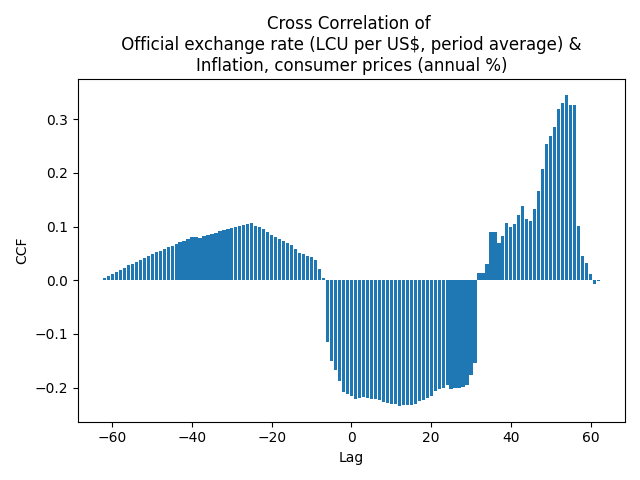 Cross Correlation of
Official exchange rate (LCU per US$, period average) &
Inflation, consumer prices (annual %)
CCF
0.3
0.2
0.1
0.0
−0.1
−0.2
−60
−40
−20
0
20
40
60
Lag